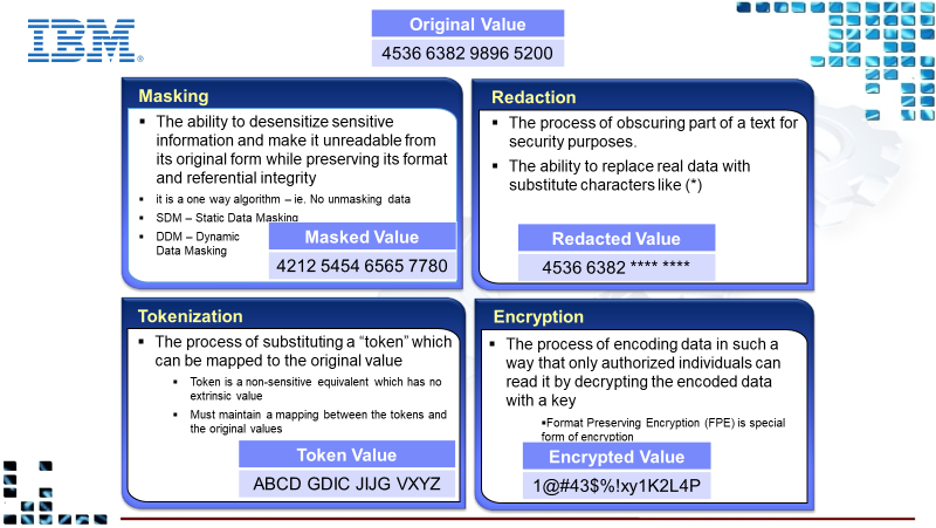 IBM®
Original Value
4536 6382 9896 5200
Masking
▪ The ability to desensitize sensitive
information and make it unreadable from
its original form while preserving its format
and referential integrity
▪ it is a one way algorithm – ie. No unmasking data
▪ SDM – Static Data Masking
▪ DDM – Dynamic
Data Masking
Masked Value
4212 5454 6565 7780
Redaction
▪ The process of obscuring part of a text for
security purposes.
▪ The ability to replace real data with
substitute characters like (*)
Redacted Value
4536 6382 **** ****
Tokenization
▪ The process of substituting a “token” which
can be mapped to the original value
▪ Token is a non-sensitive equivalent which has no
extrinsic value
▪ Must maintain a mapping between the tokens and
the original values
Token Value
ABCD GDIC JIJG VXYZ
Encryption
▪ The process of encoding data in such a
way that only authorized individuals can
read it by decrypting the encoded data
with a key
▪Format Preserving Encryption (FPE) is special
form of encryption
Encrypted Value
1@#43$%!xy1K2L4P